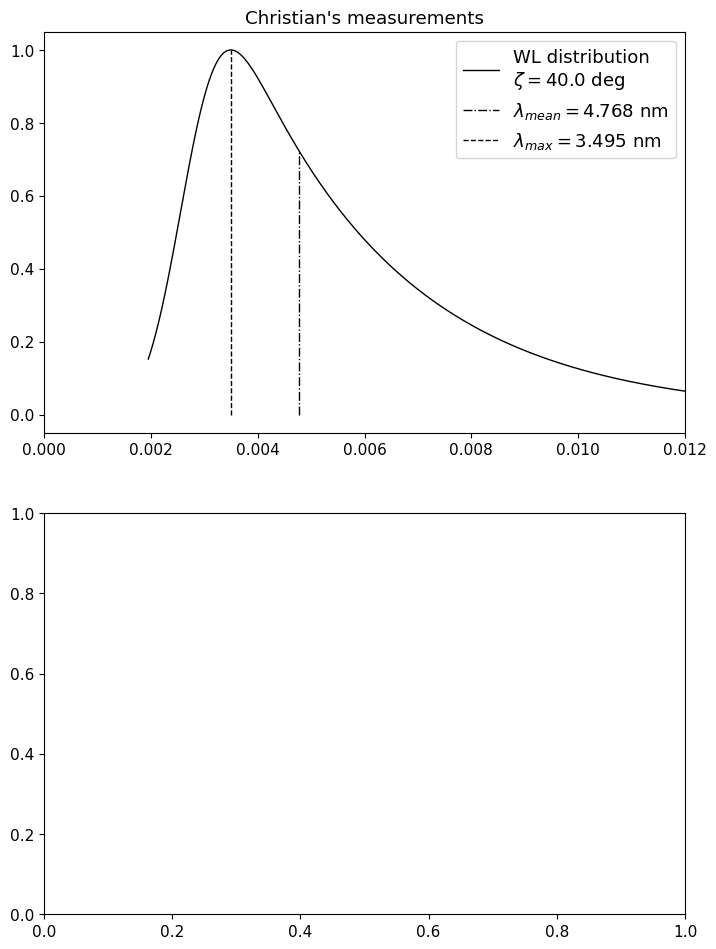 Christian's measurements
1.0
0.8
0.6
0.4
0.2
0.0
0.000 0.002 0.004 0.006 0.008 0.010 0.012
WL distribution
ζ = 40.0 deg
λmean = 4.768 nm
λmax = 3.495 nm
1.0
0.8
0.6
0.4
0.2
0.0
0.0 0.2 0.4 0.6 0.8 1.0